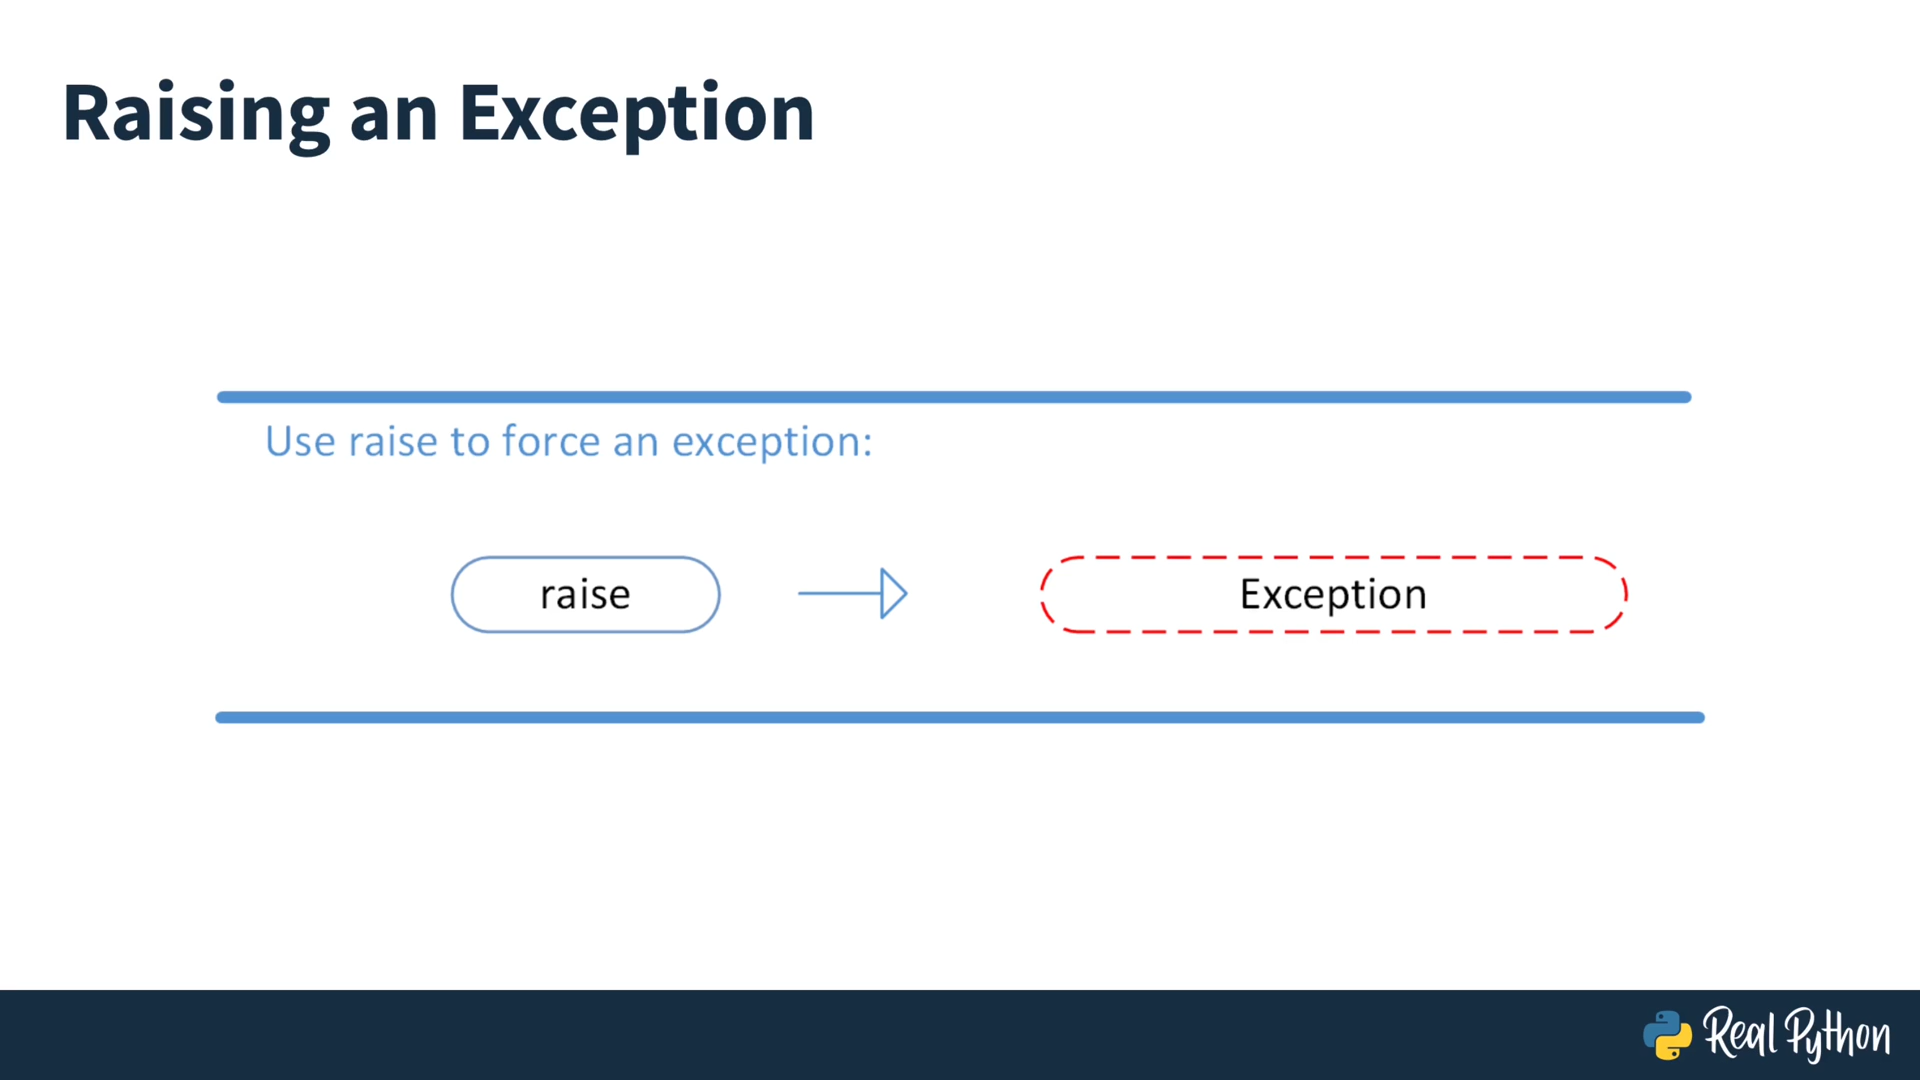 Raising an Exception
Use raise to force an exception:
raise
Exception
Real Python